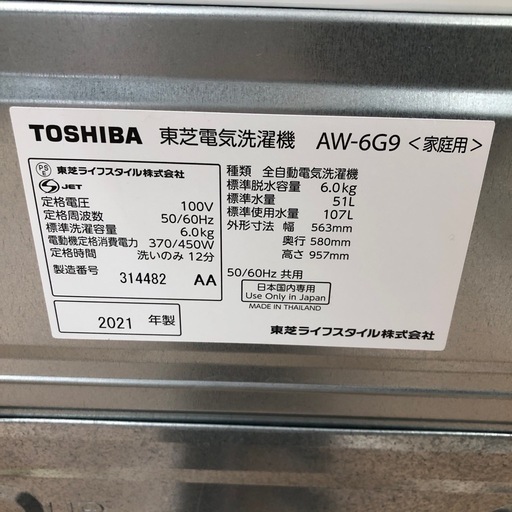 TOSHIBA 東芝電気洗濯機 AW-6G9 <家庭用>
PS E 東芝ライフスタイル株式会社
S JET
定格電圧 100V
定格周波数 50/60Hz
標準洗濯容量 6.0kg
電動機定格消費電力 370/450W
定格時間 洗いのみ 12分
製造番号 314482 AA
2021 年製
種類 全自動電気洗濯機
標準脱水容量 6.0kg
標準水量 51L
標準使用水量 107L
外形寸法 幅 563mm
奥行 580mm
高さ 957mm
50/60Hz 共用
日本国内専用
Use Only in Japan
MADE IN THAILAND
東芝ライフスタイル株式会社